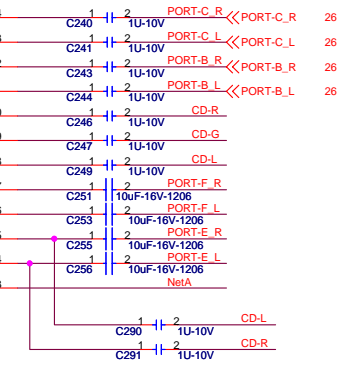 1 2 PORT-C_R PORT-C_R 26
C240 1U-10V
1 2 PORT-C_L PORT-C_L 26
C241 1U-10V
1 2 PORT-B_R PORT-B_R 26
C243 1U-10V
1 2 PORT-B_L PORT-B_L 26
C244 1U-10V
1 2 CD-R
C246 1U-10V
1 2 CD-G
C247 1U-10V
1 2 CD-L
C249 1U-10V
1 2 PORT-F_R
C251 10uF-16V-1206
1 2 PORT-F_L
C253 10uF-16V-1206
1 2 PORT-E_R
C255 10uF-16V-1206
1 2 PORT-E_L
C256 10uF-16V-1206
NetA
1 2 CD-L
C290 1U-10V
1 2 CD-R
C291 1U-10V